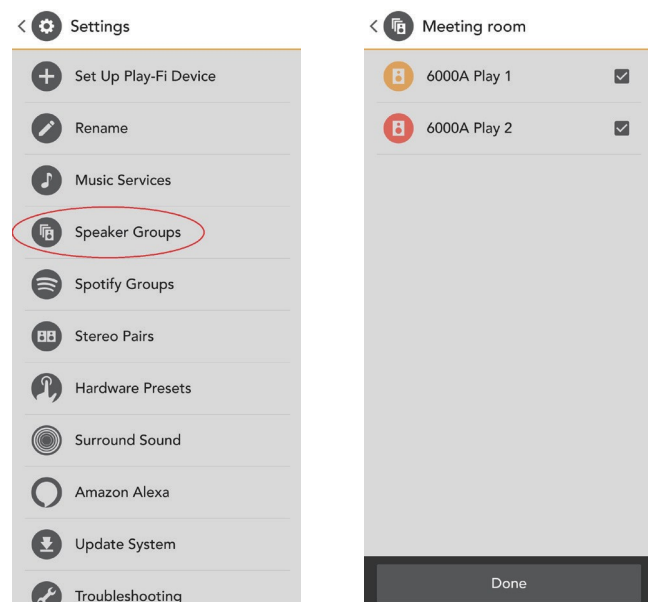 Settings
Set Up Play-Fi Device
Rename
Music Services
Speaker Groups
Spotify Groups
Stereo Pairs
Hardware Presets
Surround Sound
Amazon Alexa
Update System
Troubleshooting
Meeting room
6000A Play 1
6000A Play 2
Done